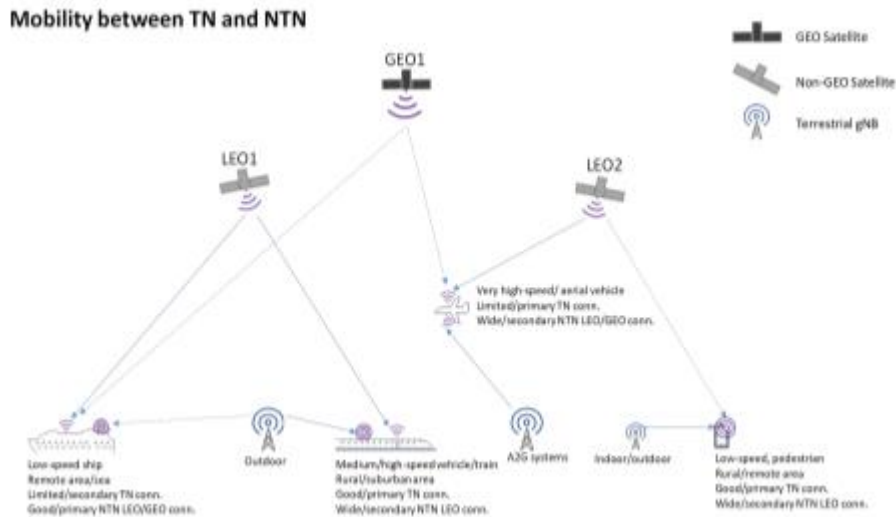 Mobility between TN and NTN
GEO1
GEO Satellite
Non-GEO Satellite
Terrestrial gNB
LEO1
LEO2
Very high-speed/ aerial vehicle
Limited/primary TN conn.
Wide/secondary NTN LEO/GEO conn.
Low-speed ship
Remote area/sea
Limited/secondary TN conn.
Good/primary NTN LEO/GEO conn.
Outdoor
Medium/high-speed vehicle/train
Rural/suburban area
Good/primary TN conn.
Wide/secondary NTN LEO conn.
A2G systems
Indoor/outdoor
Low-speed, pedestrian
Rural/remote area
Good/primary TN conn.
Wide/secondary NTN LEO conn.